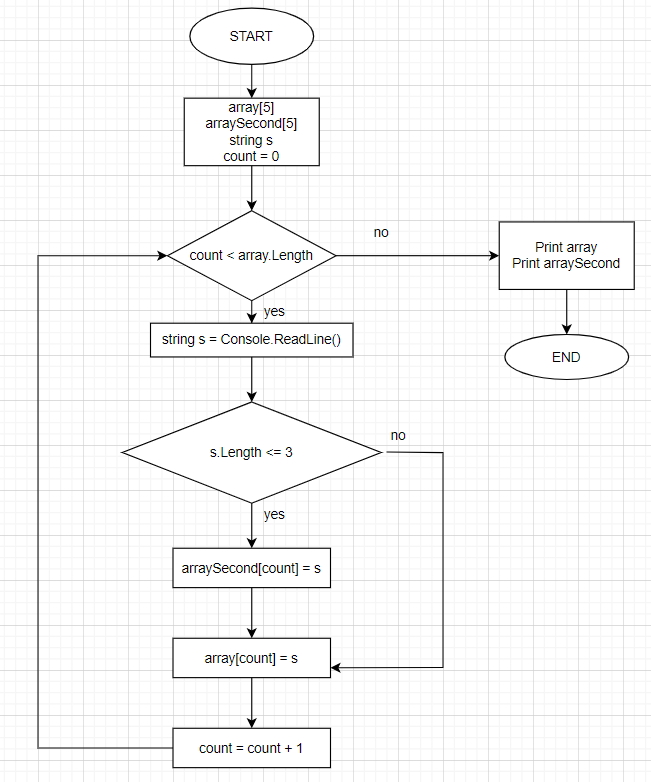 START
array[5]
arraySecond[5]
string s
count = 0
count < array.Length
no
Print array
Print arraySecond
END
yes
string s = Console.ReadLine()
s.Length <= 3
no
yes
arraySecond[count] = s
array[count] = s
count = count + 1